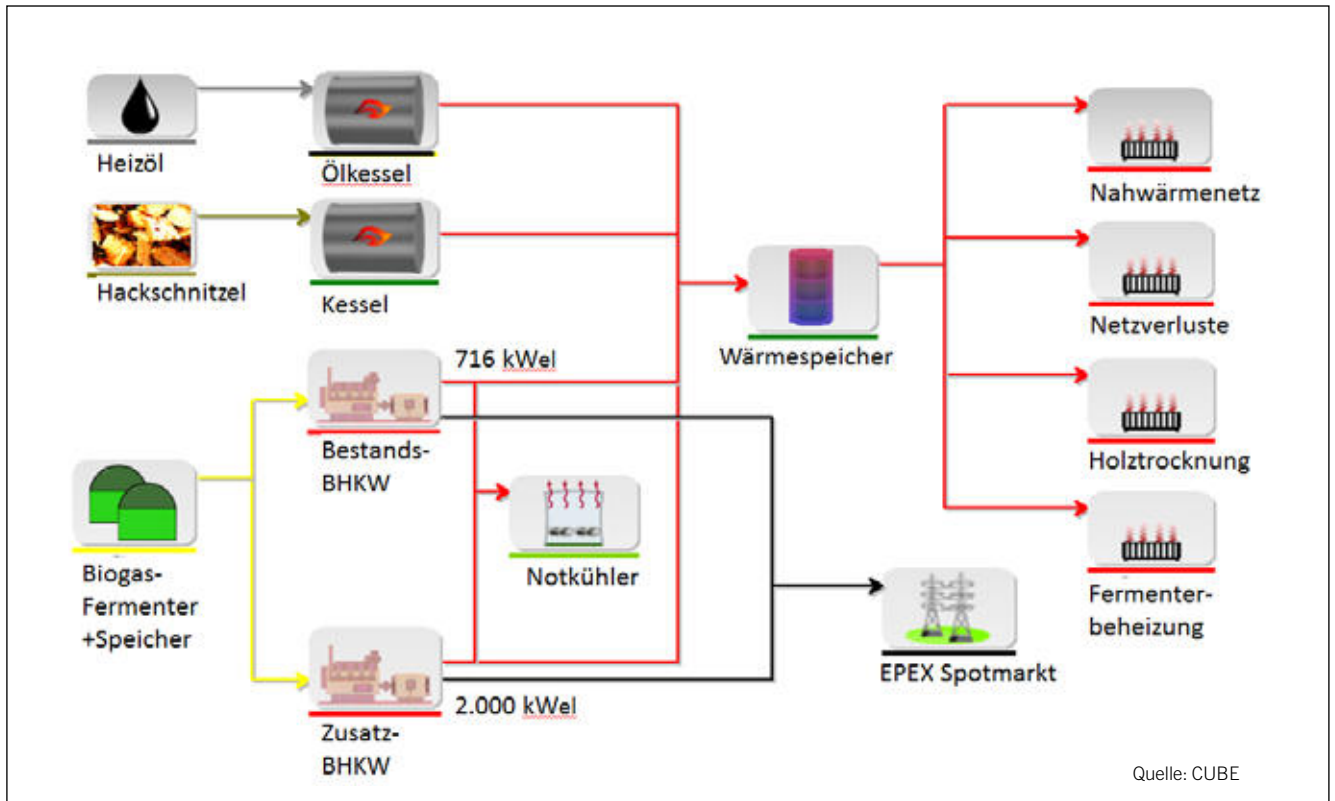 Heizöl
Ölkessel
Nahwärmenetz
Hackschnitzel
Kessel
Netzverluste
Wärmespeicher
716 kWel
Bestands-
BHKW
Holztrocknung
Biogas-
Fermenter
+Speicher
Notkühler
Fermenter-
beheizung
EPEX Spotmarkt
2.000 kWel
Zusatz-
BHKW
Quelle: CUBE